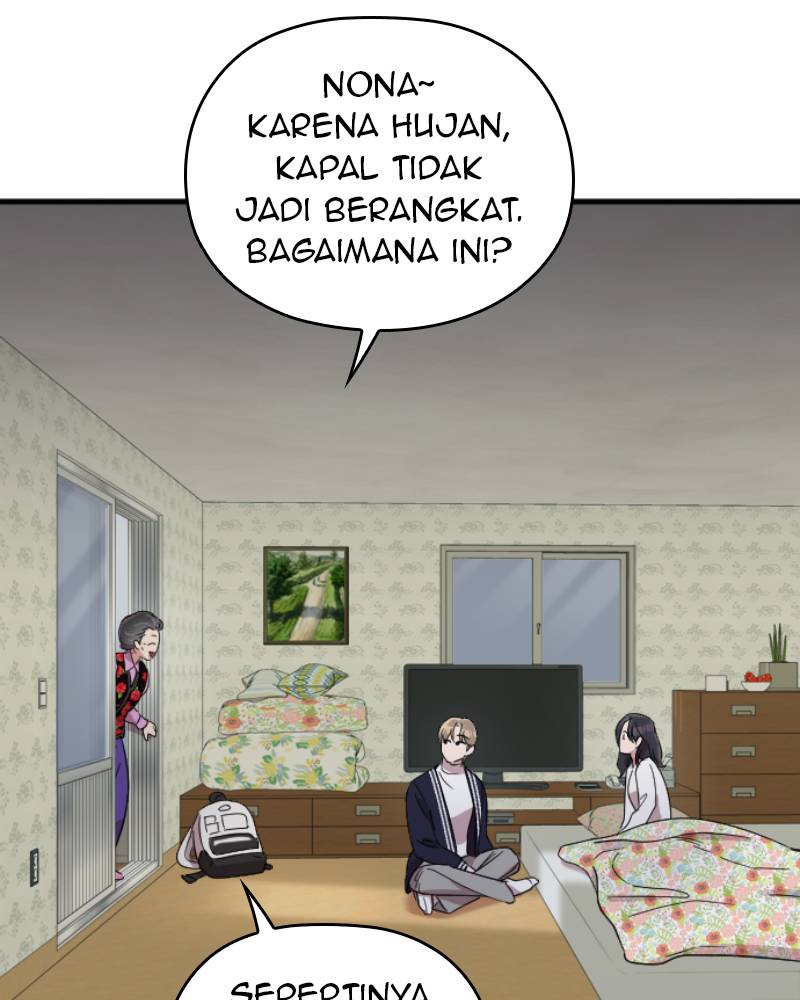 NONA~
KARENA HUJAN,
KAPAL TIDAK
JADI BERANGKAT.
BAGAIMANA INI?
SEPERTINYA